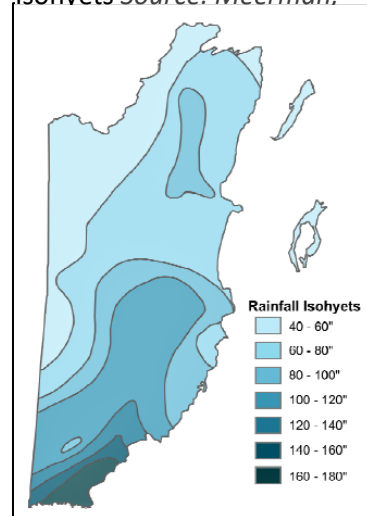 Isohyets Source: Meerman,
Rainfall Isohyets
40 - 60"
60 - 80"
80 - 100"
100 - 120"
120 - 140"
140 - 160"
160 - 180"